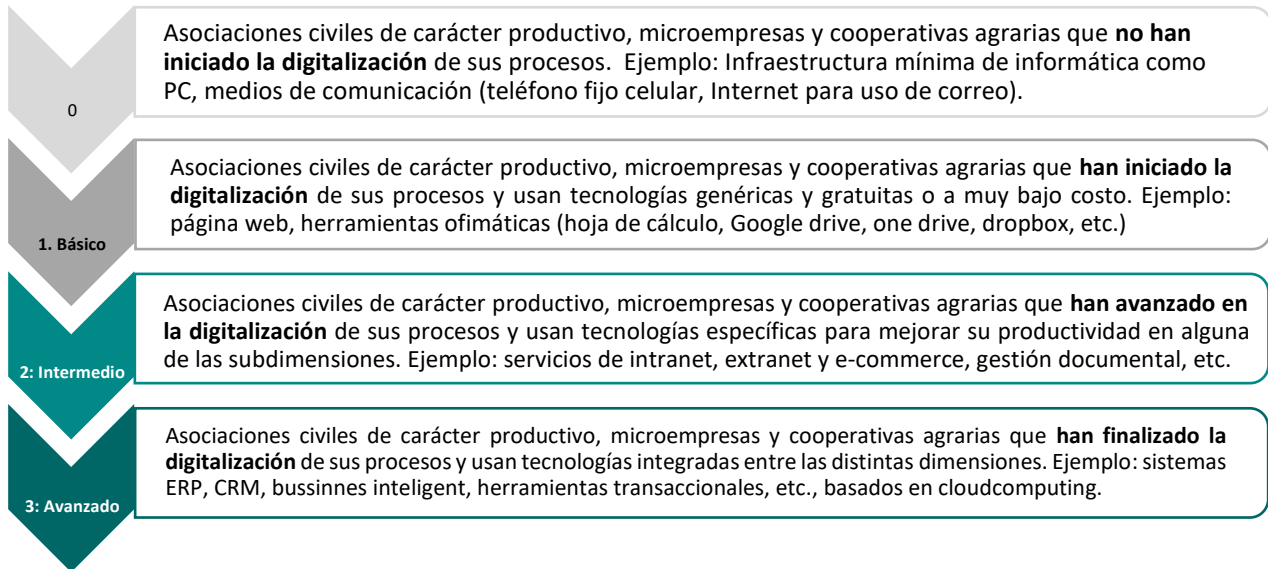 Asociaciones civiles de carácter productivo, microempresas y cooperativas agrarias que no han
iniciado la digitalización de sus procesos. Ejemplo: Infraestructura mínima de informática como
PC, medios de comunicación (teléfono fijo celular, Internet para uso de correo).
0
Asociaciones civiles de carácter productivo, microempresas y cooperativas agrarias que han iniciado la
digitalización de sus procesos y usan tecnologías genéricas y gratuitas o a muy bajo costo. Ejemplo:
página web, herramientas ofimáticas (hoja de cálculo, Google drive, one drive, dropbox, etc.)
1. Básico
Asociaciones civiles de carácter productivo, microempresas y cooperativas agrarias que han avanzado en
la digitalización de sus procesos y usan tecnologías específicas para mejorar su productividad en alguna
de las subdimensiones. Ejemplo: servicios de intranet, extranet y e-commerce, gestión documental, etc.
2: Intermedio
Asociaciones civiles de carácter productivo, microempresas y cooperativas agrarias que han finalizado la
digitalización de sus procesos y usan tecnologías integradas entre las distintas dimensiones. Ejemplo: sistemas
ERP, CRM, bussinnes inteligent, herramientas transaccionales, etc., basados en cloudcomputing.
3: Avanzado